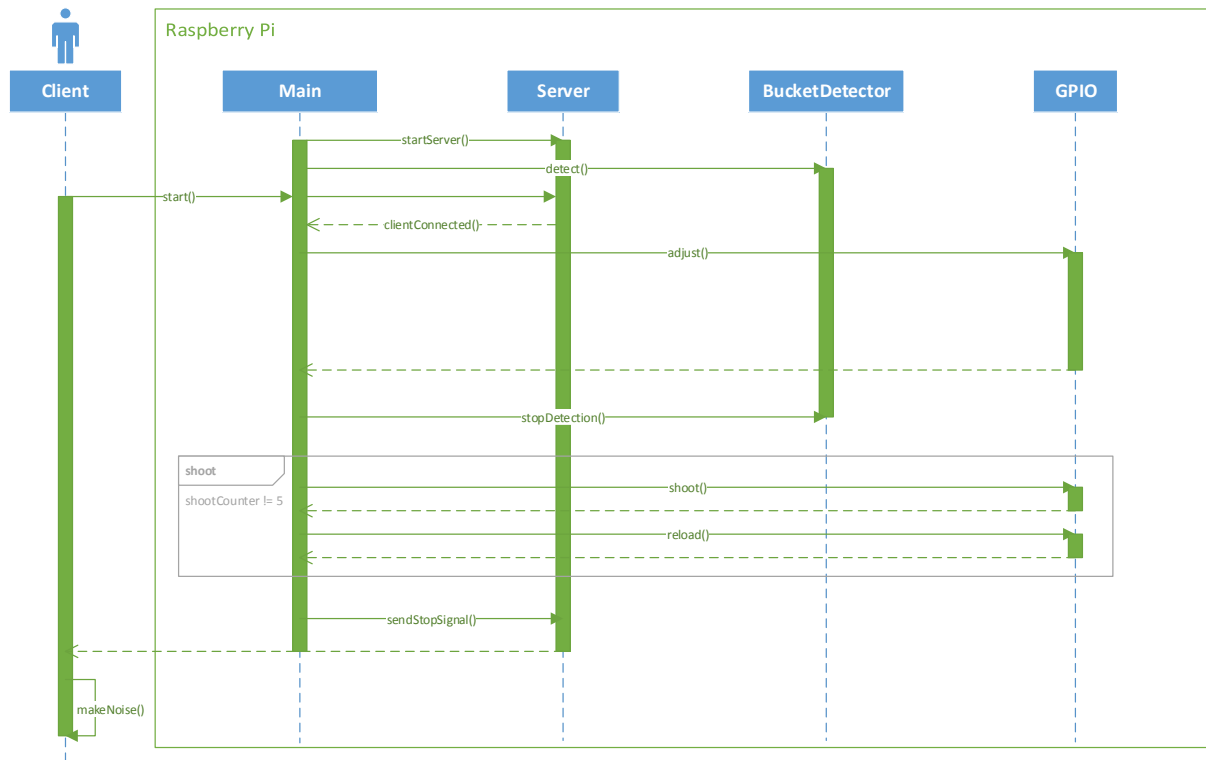 Raspberry Pi
Client
Main
Server
BucketDetector
GPIO
startServer()
detect()
start()
clientConnected()
adjust()
stopDetection()
shoot
shootCounter != 5
shoot()
reload()
sendStopSignal()
makeNoise()